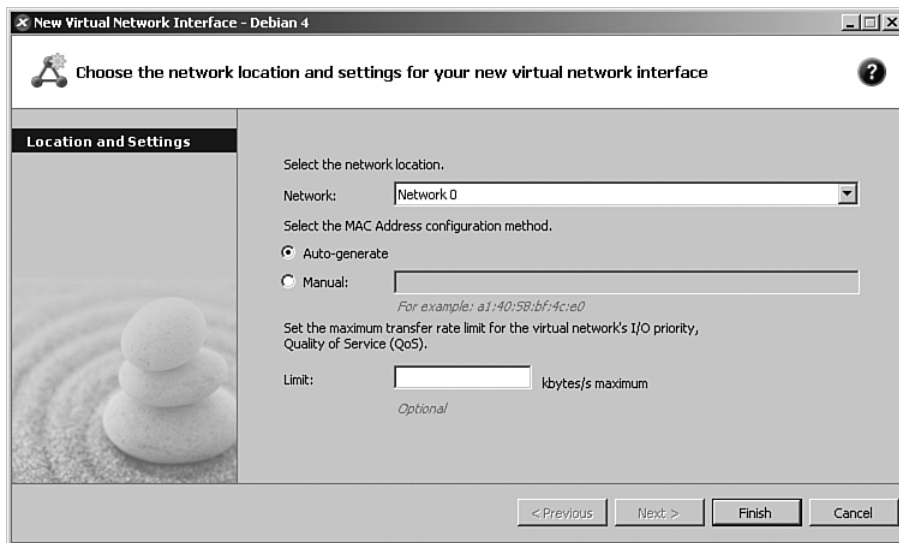 New Virtual Network Interface - Debian 4
Choose the network location and settings for your new virtual network interface
?
Location and Settings
Select the network location.
Network: Network 0
Select the MAC Address configuration method.
Auto-generate
Manual:
For example: a1:40:58:bf:4c:e0
Set the maximum transfer rate limit for the virtual network's I/O priority,
Quality of Service (QoS).
Limit: kbytes/s maximum
Optional
< Previous Next > Finish Cancel